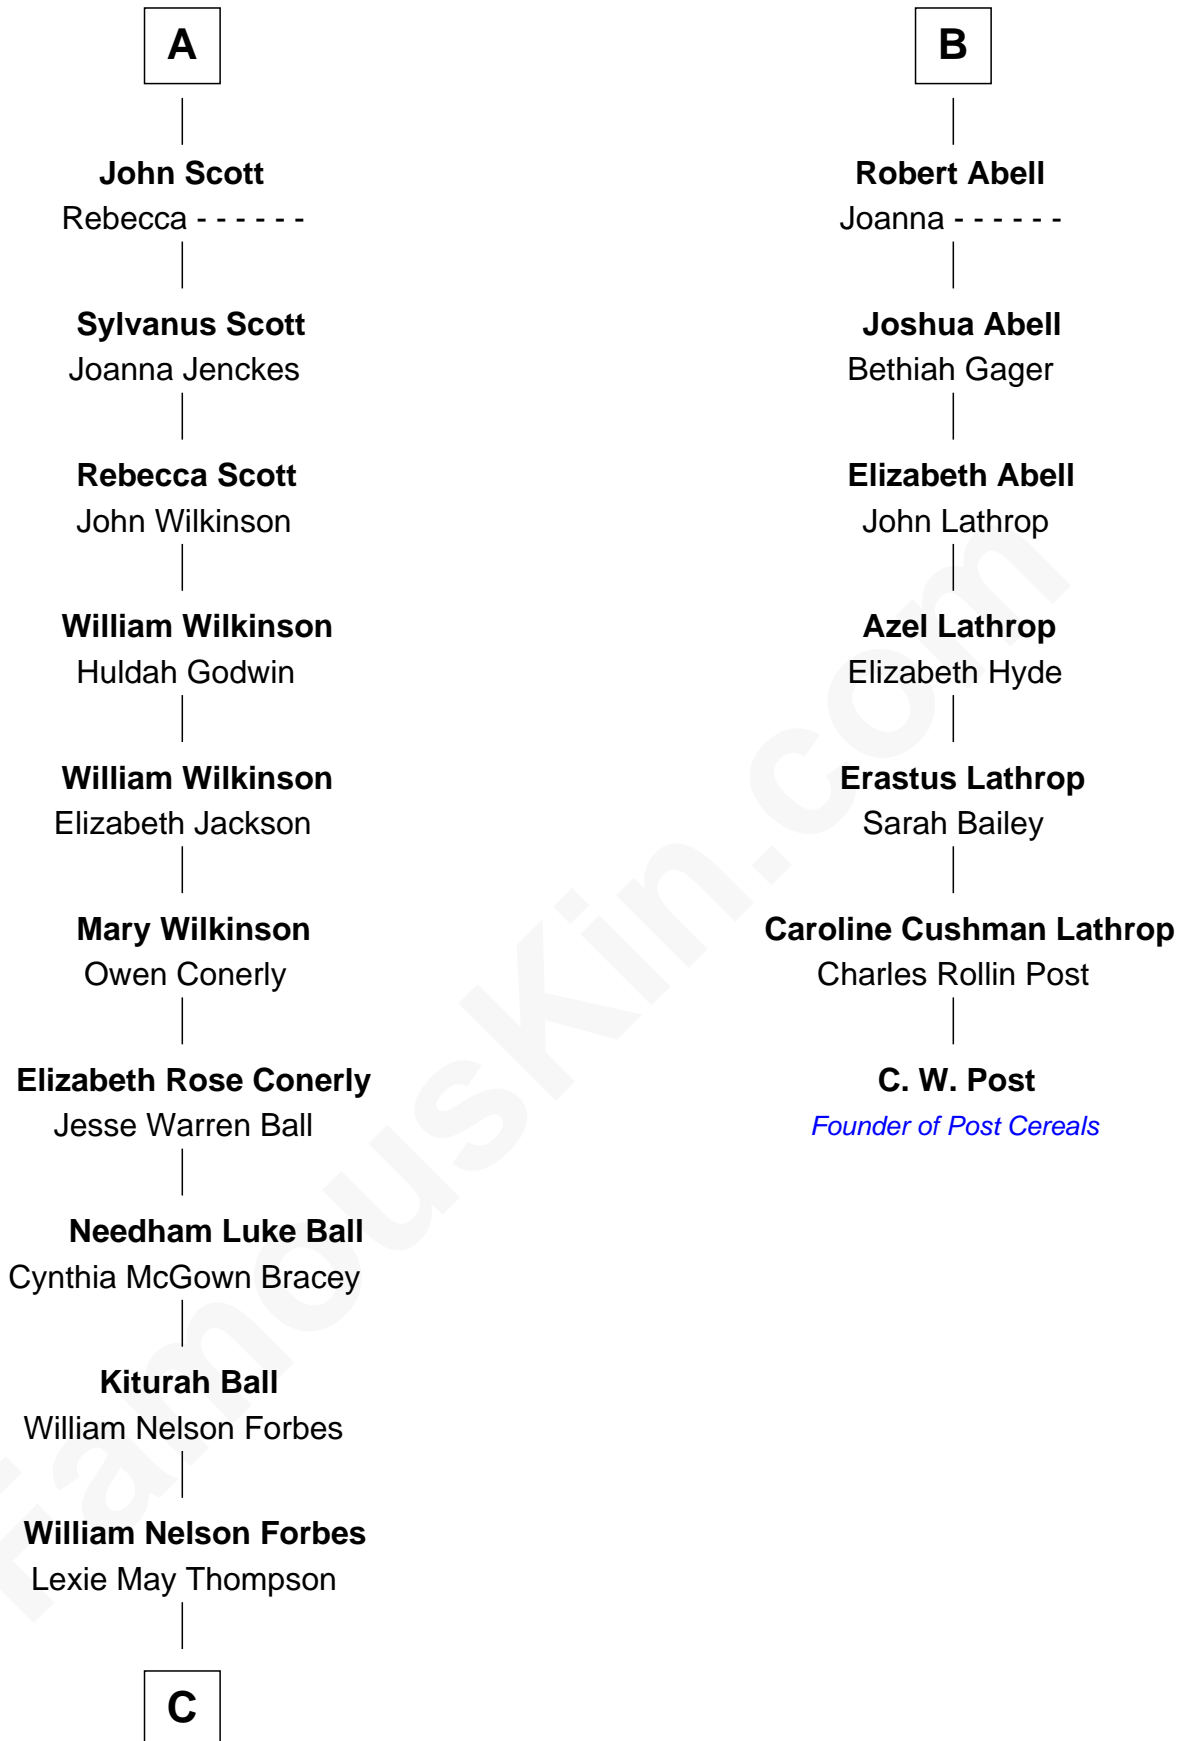 A
John Scott
Rebecca - - - - - -
Sylvanus Scott
Joanna Jenckes
Rebecca Scott
John Wilkinson
William Wilkinson
Huldah Godwin
William Wilkinson
Elizabeth Jackson
Mary Wilkinson
Owen Conerly
Elizabeth Rose Conerly
Jesse Warren Ball
Needham Luke Ball
Cynthia McGown Bracey
Kiturah Ball
William Nelson Forbes
William Nelson Forbes
Lexie May Thompson
C
B
Robert Abell
Joanna - - - - - -
Joshua Abell
Bethiah Gager
Elizabeth Abell
John Lathrop
Azel Lathrop
Elizabeth Hyde
Erastus Lathrop
Sarah Bailey
Caroline Cushman Lathrop
Charles Rollin Post
C. W. Post
Founder of Post Cereals
FamousKin.com